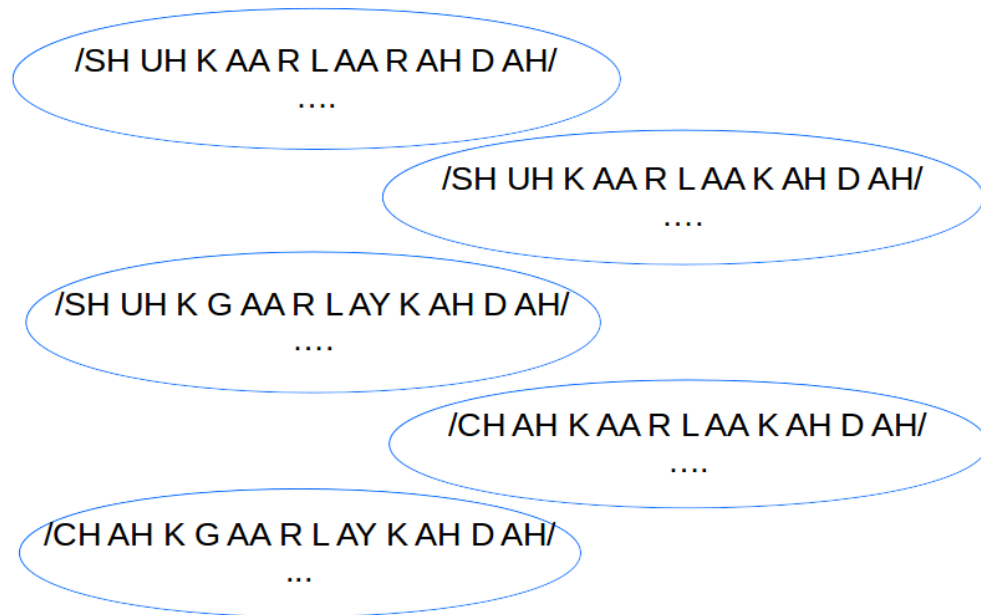 /SH UH K AA R L AA R AH D AH/
....
/SH UH K AA R L AA K AH D AH/
....
/SH UH K G AA R L AY K AH D AH/
....
/CH AH K AA R L AA K AH D AH/
....
/CH AH K G AA R L AY K AH D AH/
...